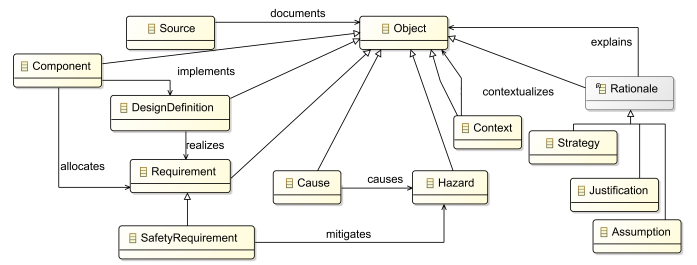 documents
Source
Object
explains
Component
implements
contextualizes
Rationale
DesignDefinition
Context
realizes
Strategy
allocates
Requirement
Cause
causes
Hazard
Justification
SafetyRequirement
mitigates
Assumption